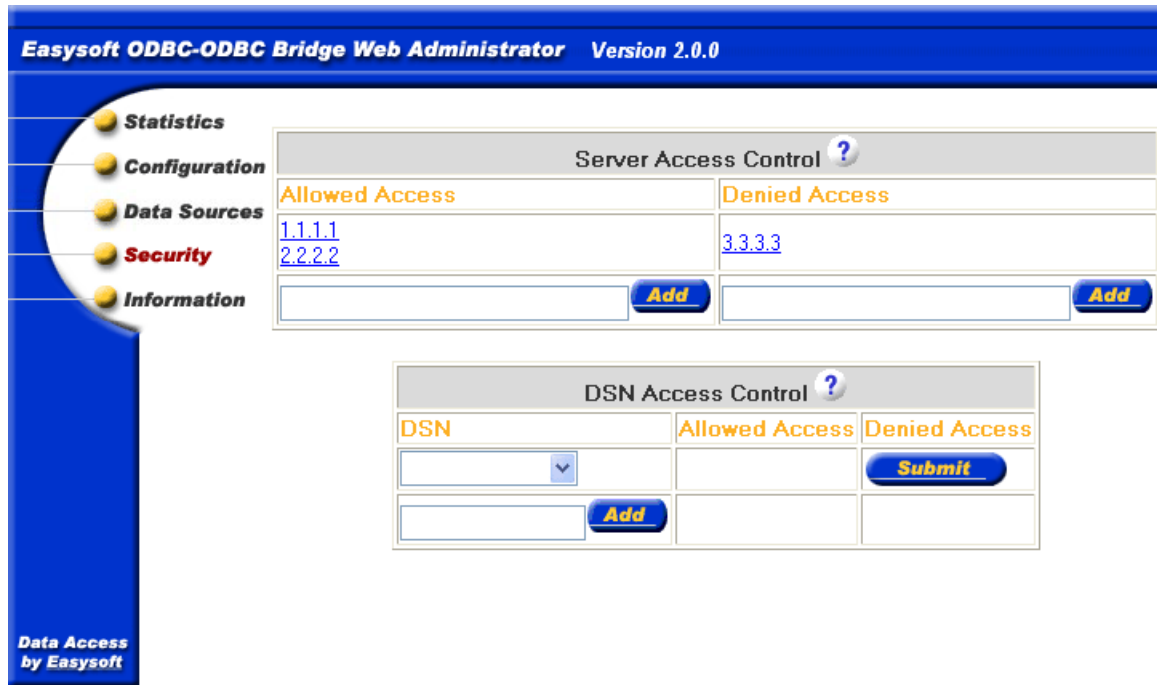 Easysoft ODBC-ODBC Bridge Web Administrator Version 2.0.0
Statistics
Configuration
Data Sources
Security
Information
Server Access Control ?
Allowed Access Denied Access
1.1.1.1
2.2.2.2
3.3.3.3
Add Add
DSN Access Control ?
DSN Allowed Access Denied Access
Submit
Add
Data Access
by Easysoft